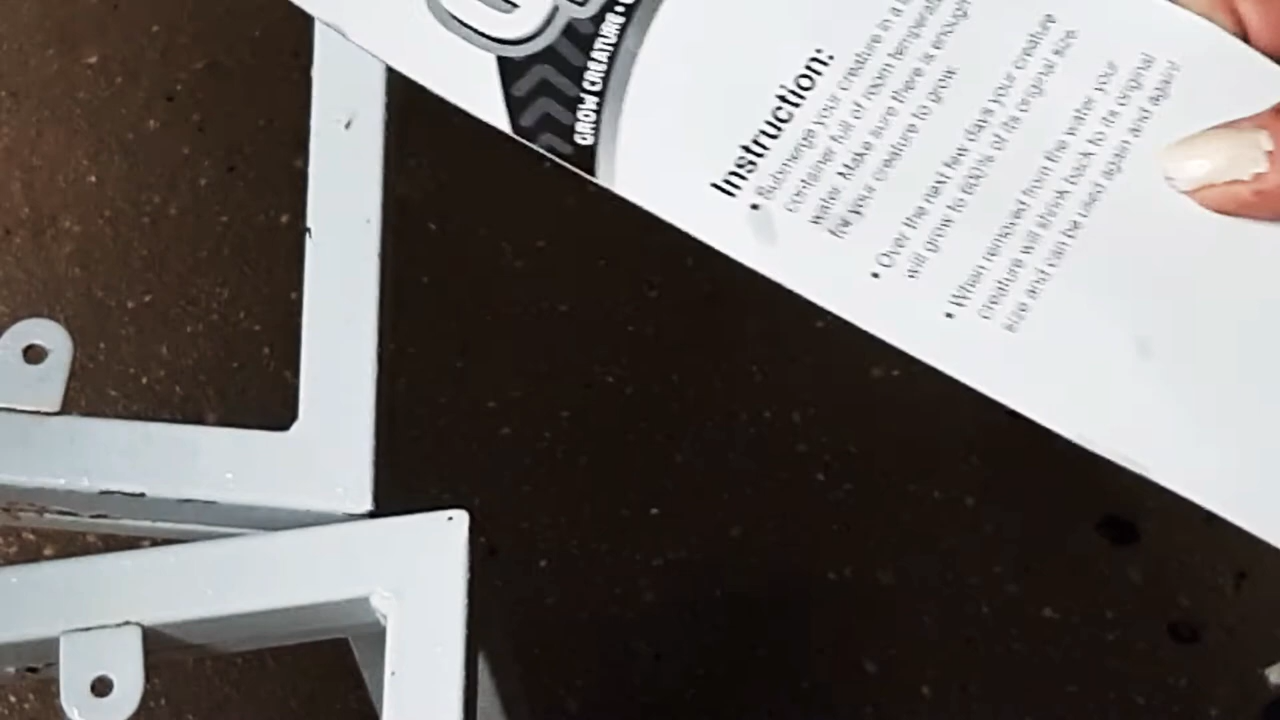 GROW CREATURE •
Instruction:
• Submerge your creature in a
container full of room temperat
water. Make sure there is enough
for your creature to grow.
• Over the next few days your creative
will grow to 600% of its original size.
• When removed from the water your
creature will shrink back to its original
size and can be used again and again!